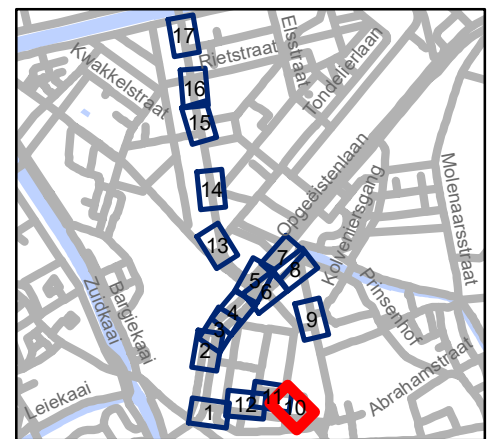 17
Rietstraat
Elsstraat
Tondelierlaan
Kwakkelstraat
16
15
14
13
Opgeëistenlaan
Kolveniersgang
Molenaarsstraat
7
8
5
6
4
3
2
9
Prinsenhof
Zuidkaai
Bargiekaai
Leiekaai
Abrahamstraat
1
12
11
10